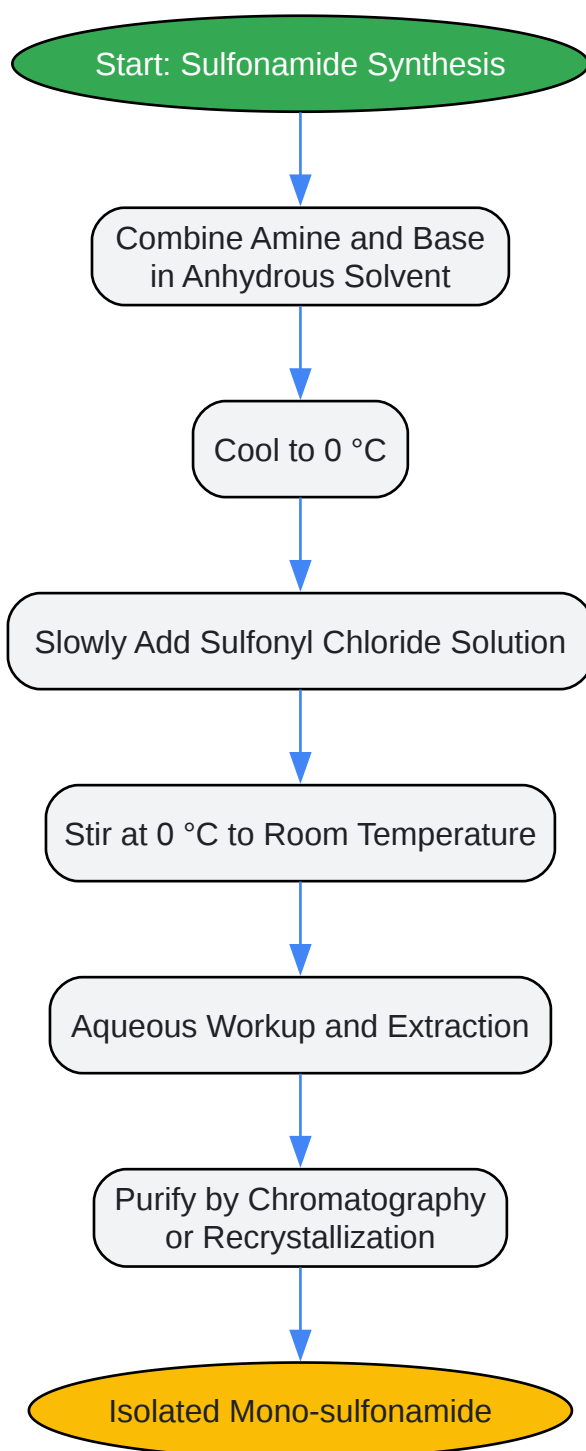 Start: Sulfonamide Synthesis
Combine Amine and Base
in Anhydrous Solvent
Cool to 0 °C
Slowly Add Sulfonyl Chloride Solution
Stir at 0 °C to Room Temperature
Aqueous Workup and Extraction
Purify by Chromatography
or Recrystallization
Isolated Mono-sulfonamide